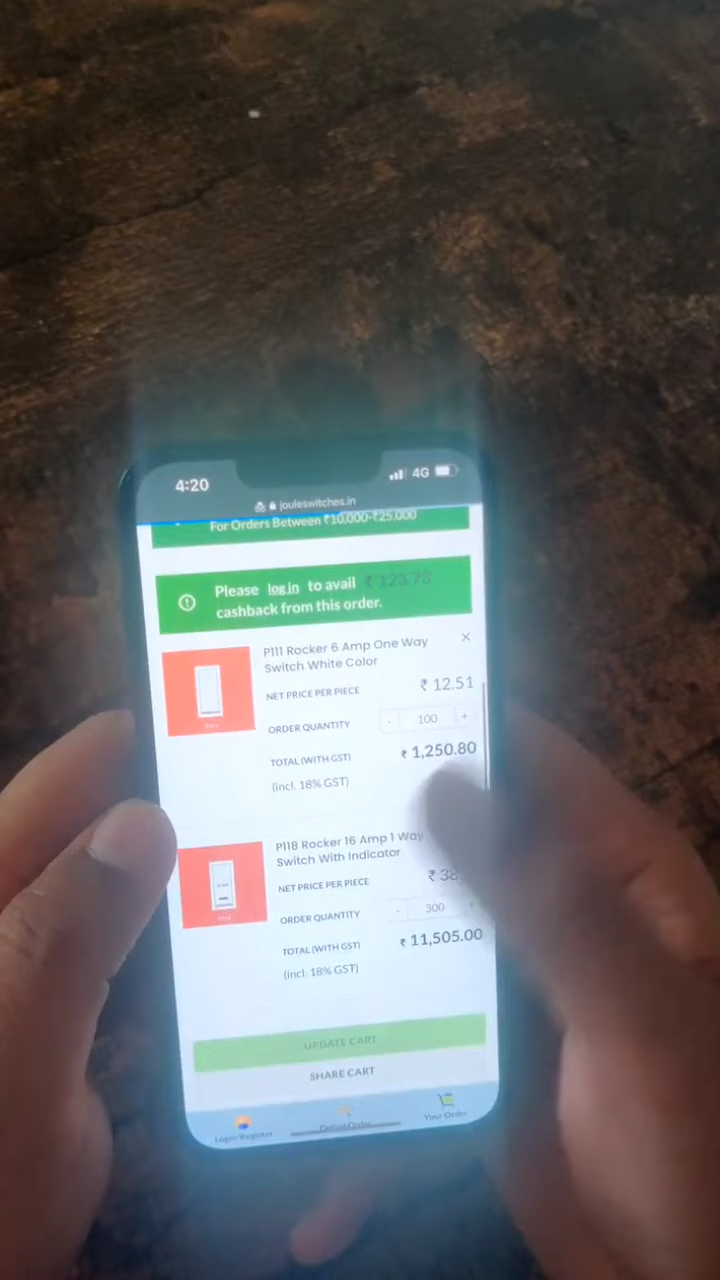 4:20
4G
jouleswitches.in
For Orders Between ₹10,000-₹25,000
Please log in to avail ₹ 123.73
cashback from this order.
P111 Rocker 6 Amp One Way
Switch White Color
NET PRICE PER PIECE ₹ 12.51
ORDER QUANTITY - 100 +
TOTAL (WITH GST) ₹ 1,250.80
(incl. 18% GST)
P118 Rocker 16 Amp 1 Way
Switch With Indicator
NET PRICE PER PIECE ₹ 38
ORDER QUANTITY - 300
TOTAL (WITH GST) ₹ 11,505.00
(incl. 18% GST)
UPDATE CART
SHARE CART
Login/Register
Online Order
Your Order